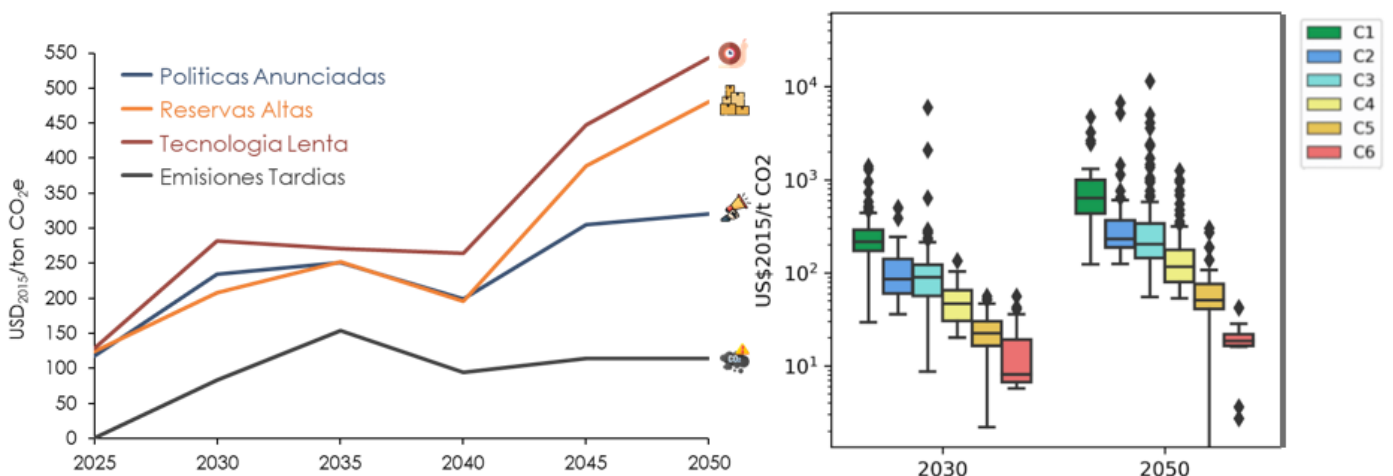 550
500
450
400
350
300
250
200
150
100
50
0
USD2015/ton CO2e
Politicas Anunciadas
Reservas Altas
Tecnologia Lenta
Emisiones Tardias
2025 2030 2035 2040 2045 2050
CO2
US$2015/t CO2
10^4
10^3
10^2
10^1
2030 2050
C1
C2
C3
C4
C5
C6